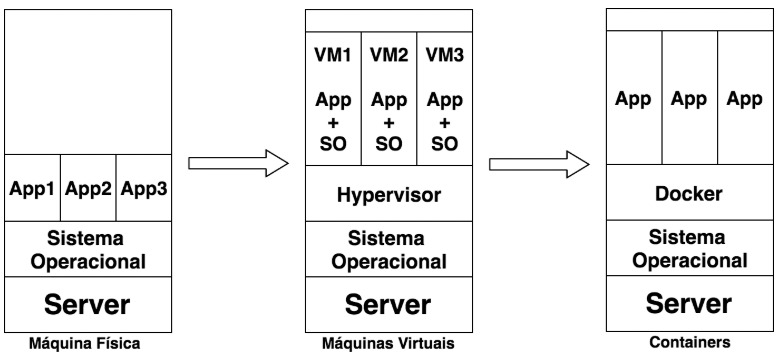 App1 App2 App3
Sistema
Operacional
Server
Máquina Física
VM1 VM2 VM3
App App App
+ + +
SO SO SO
Hypervisor
Sistema
Operacional
Server
Máquinas Virtuais
App App App
Docker
Sistema
Operacional
Server
Containers